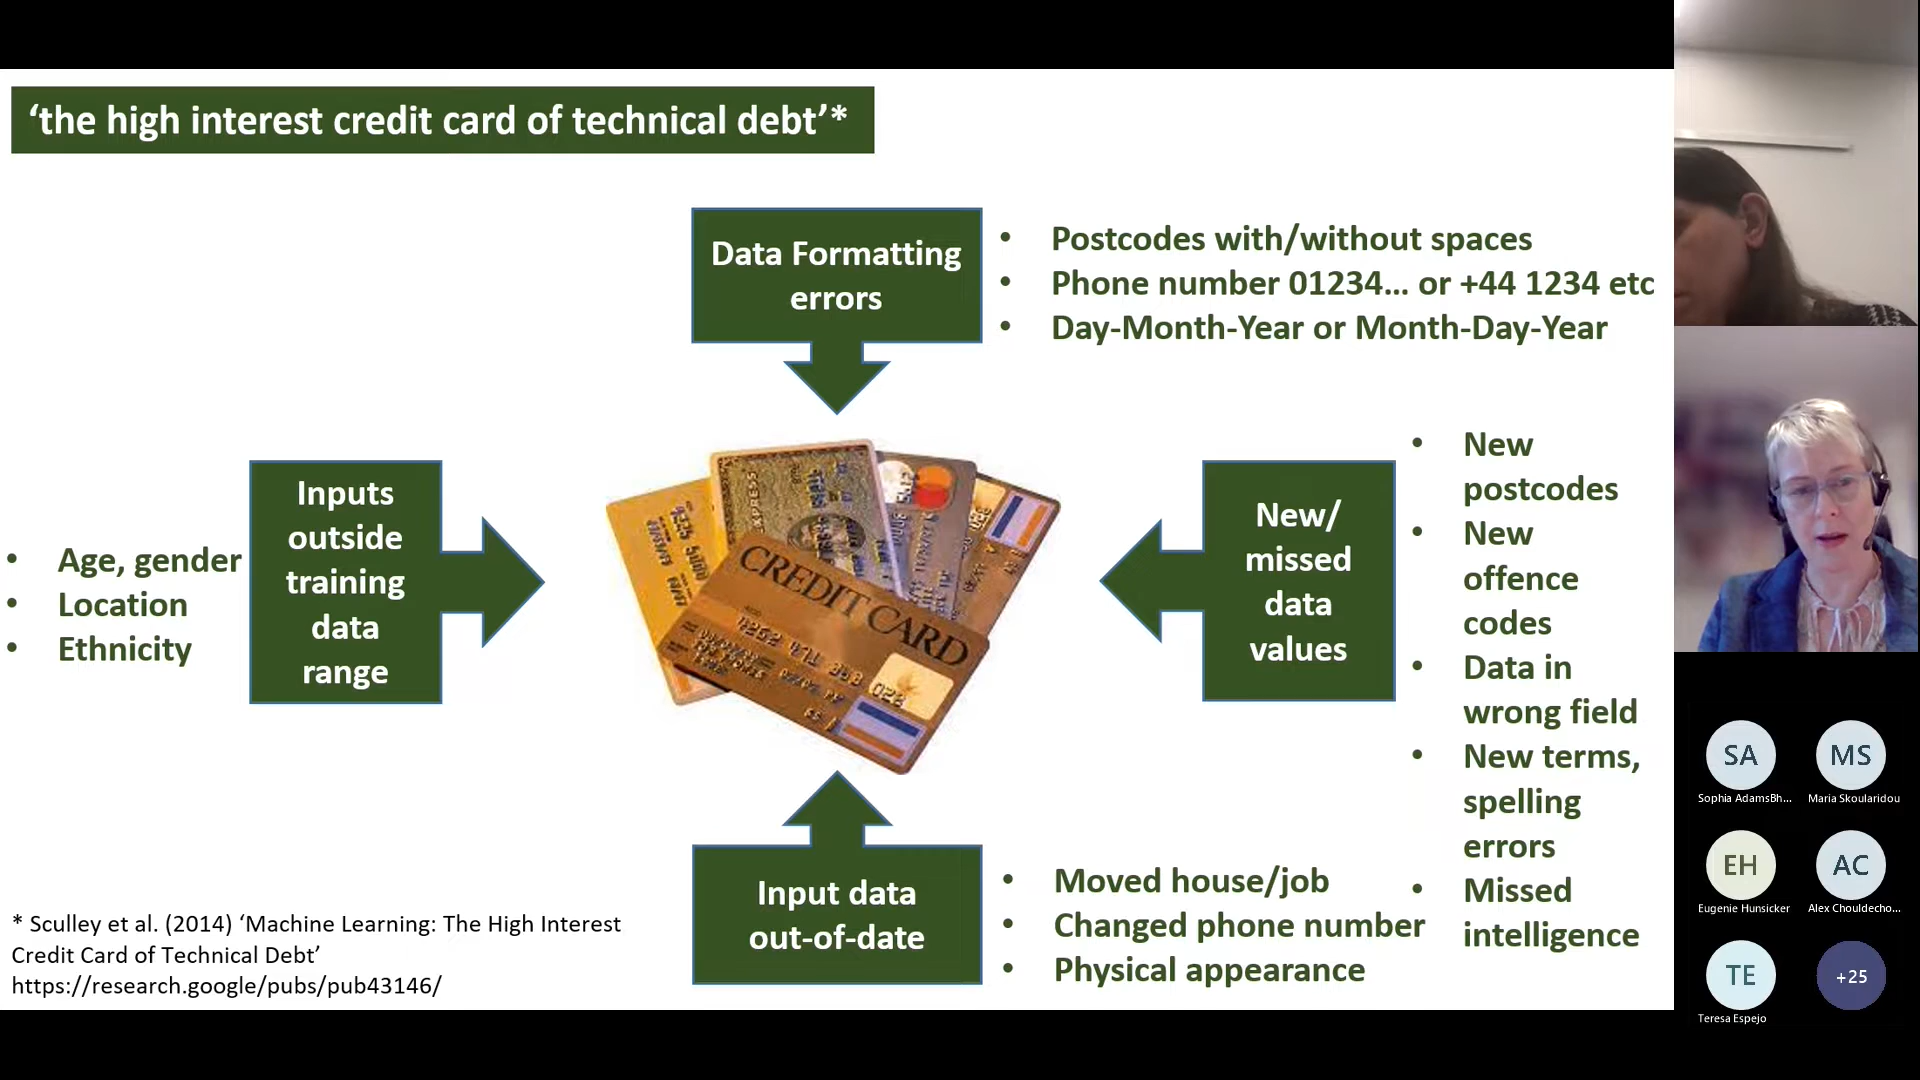 ‘the high interest credit card of technical debt’*
Data Formatting
errors
• Postcodes with/without spaces
• Phone number 01234... or +44 1234 etc
• Day-Month-Year or Month-Day-Year
• Age, gender
• Location
• Ethnicity
Inputs
outside
training
data
range
CREDIT CARD
New/
missed
data
values
• New
postcodes
• New
offence
codes
• Data in
wrong field
• New terms,
spelling
errors
• Missed
intelligence
Input data
out-of-date
• Moved house/job
• Changed phone number
• Physical appearance
* Sculley et al. (2014) ‘Machine Learning: The High Interest
Credit Card of Technical Debt’
https://research.google/pubs/pub43146/
SA
Sophia AdamsBh...
MS
Maria Skoularidou
EH
Eugenie Hunsicker
AC
Alex Chouldecho...
TE
Teresa Espejo
+25